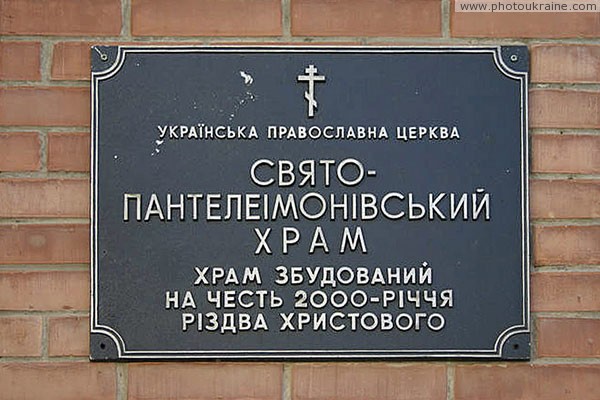 www.photoukraine.com
УКРАЇНСЬКА ПРАВОСЛАВНА ЦЕРКВА
СВЯТО-
ПАНТЕЛЕІМОНІВСЬКИЙ
ХРАМ
ХРАМ ЗБУДОВАНИЙ
НА ЧЕСТЬ 2000-РІЧЧЯ
РІЗДВА ХРИСТОВОГО